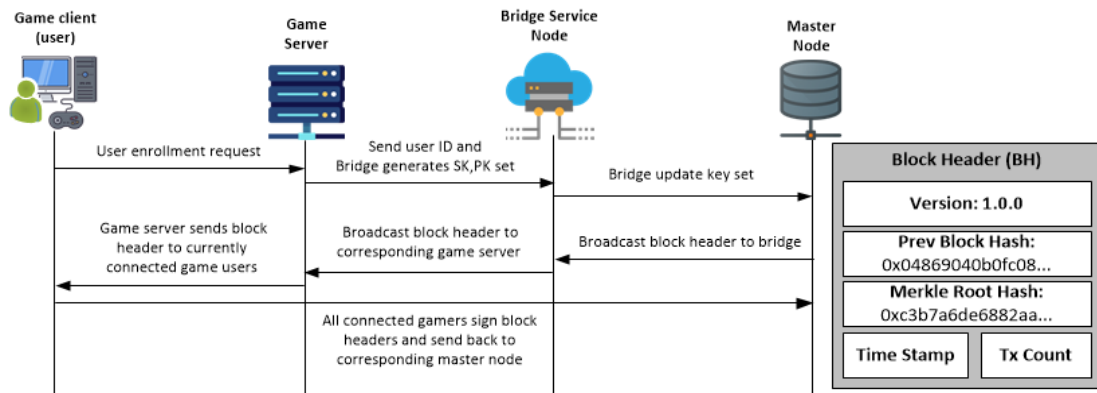 Game client
(user)
Game
Server
Bridge Service
Node
Master
Node
User enrollment request
Send user ID and
Bridge generates SK,PK set
Bridge update key set
Game server sends block
header to currently
connected game users
Broadcast block header to
corresponding game server
Broadcast block header to bridge
All connected gamers sign block
headers and send back to
corresponding master node
Block Header (BH)
Version: 1.0.0
Prev Block Hash:
0x04869040b0fc08...
Merkle Root Hash:
0xc3b7a6de6882aa...
Time Stamp
Tx Count